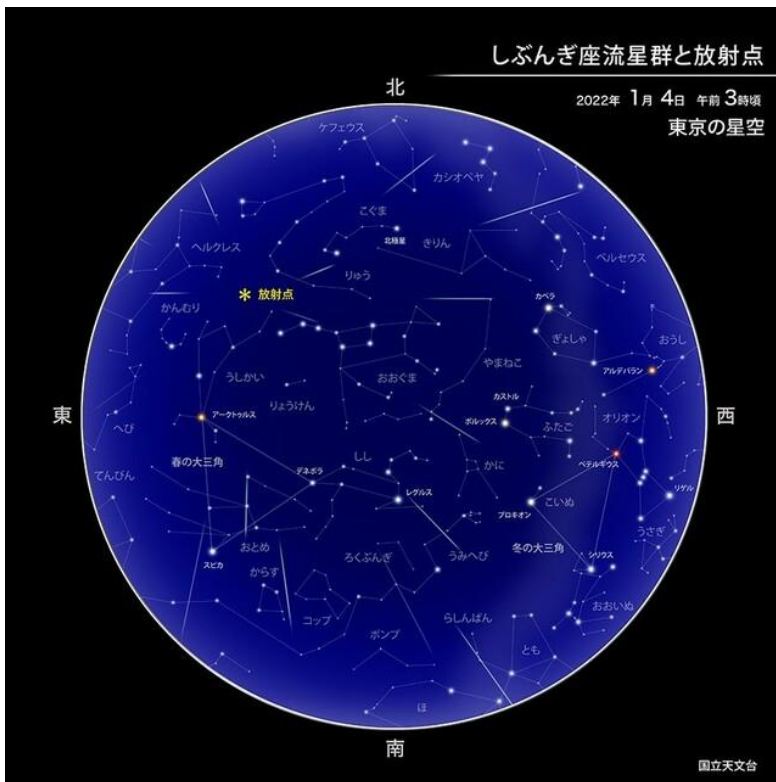 しぶんぎ座流星群と放射点
2022年 1月 4日 午前 3時頃
東京の星空
北
ケフェウス
カシオペヤ
こぐま
北極星
きりん
ヘルクレス
りゅう
ペルセウス
放射点
かんむり
カペラ
ぎょしゃ
おうし
やまねこ
アルデバラン
うしかい
おおぐま
りょうけん
カストル
東
アークトゥルス
ポルックス
ふたご
オリオン
西
へび
春の大三角
しし
ベテルギウス
てんびん
デネボラ
かに
レグルス
こいぬ
リゲル
プロキオン
うさぎ
おとめ
スピカ
からす
ろくぶんぎ
うみへび
冬の大三角
シリウス
コップ
ポンプ
らしんばん
おおいぬ
とも
ほ
南
国立天文台